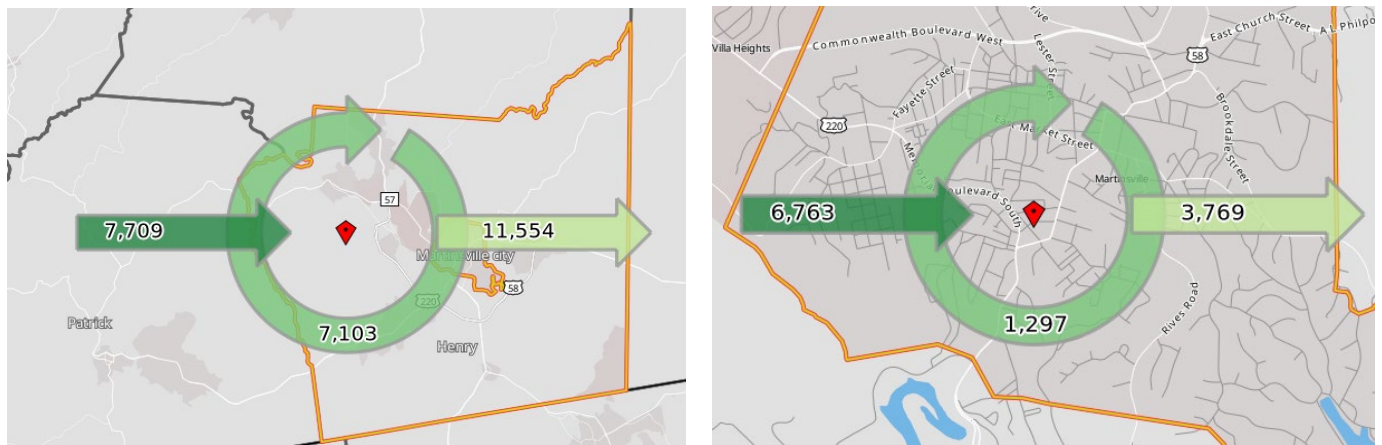 57
7,709
11,554
Martinsville city
58
220
Patrick
7,103
Henry
Drive
East Church Street
A L Philpo
Villa Heights
Commonwealth Boulevard West
Lester Street
58
Fayette Street
220
East Market Street
Brookdale Street
Memorial Boulevard South
Martinsville
6,763
3,769
Rives Road
1,297